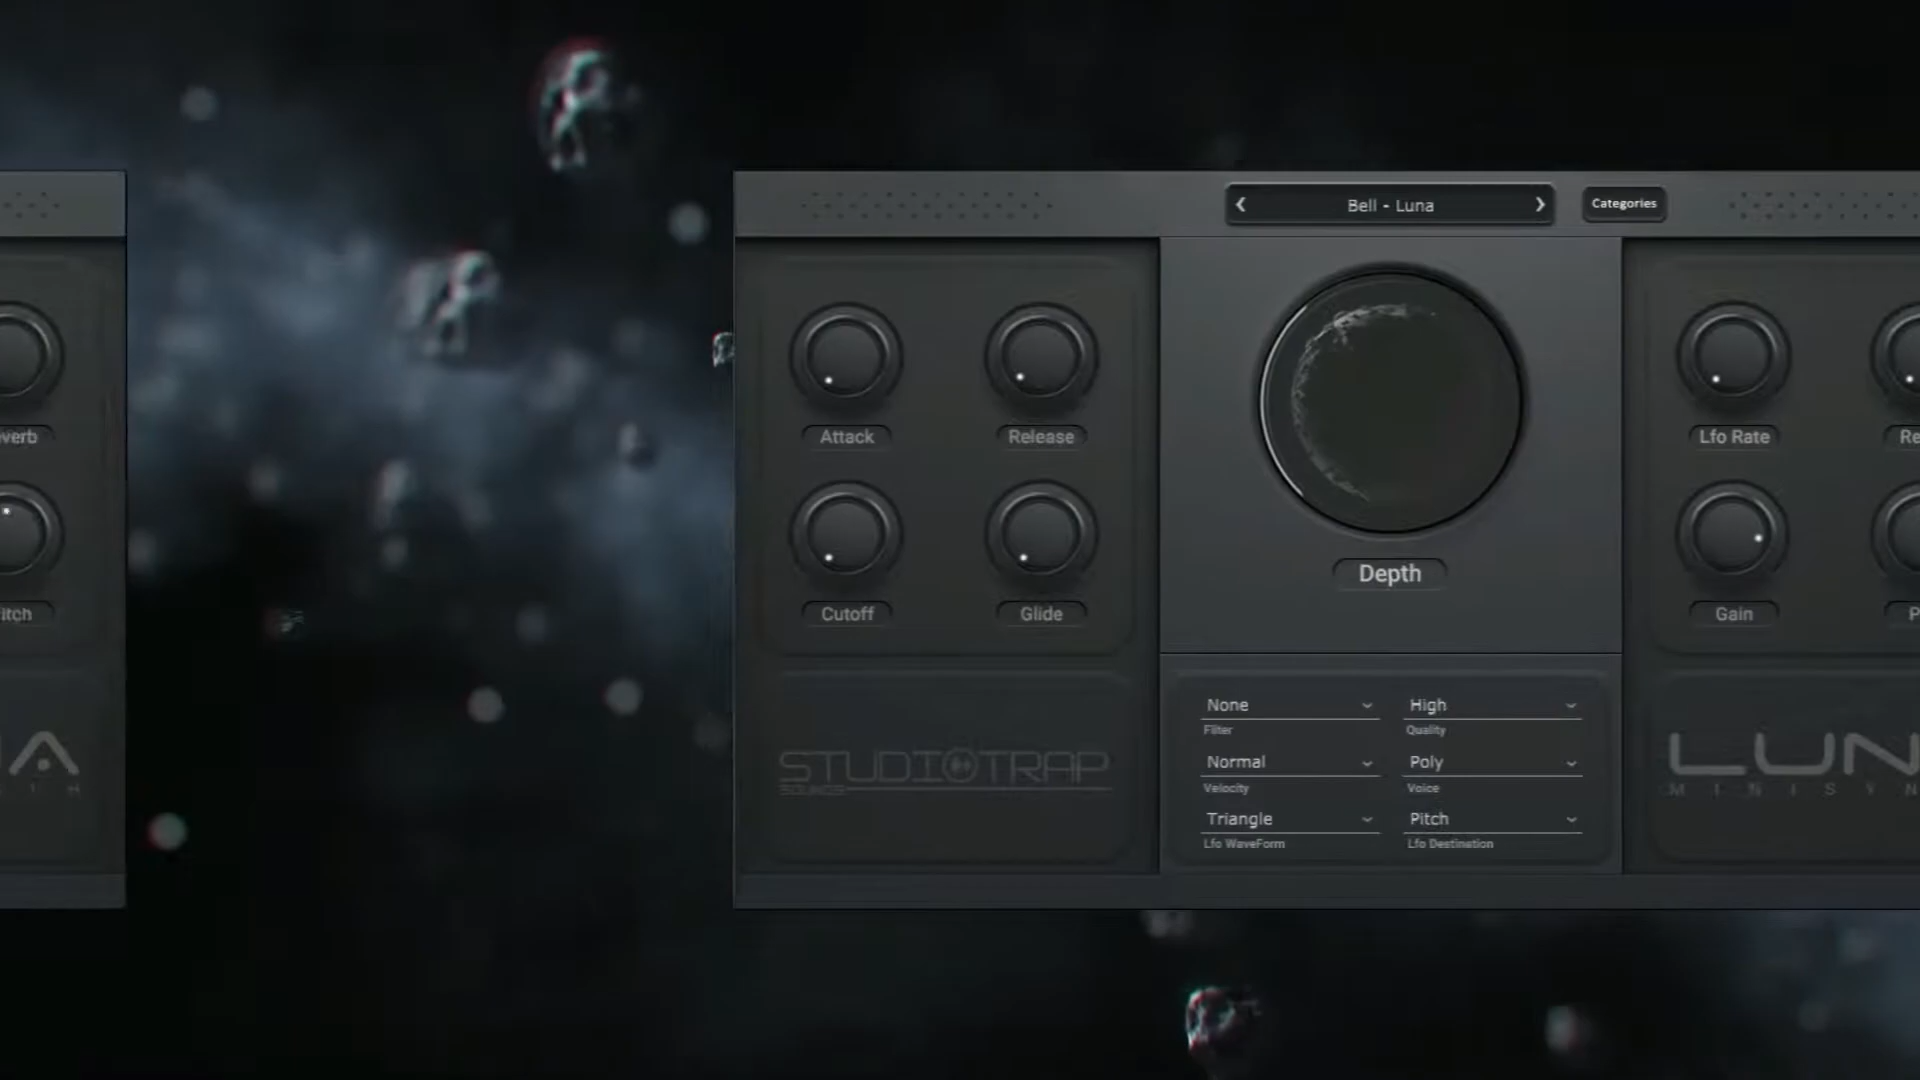 Bell - Luna
Categories
verb
Attack
Release
Lfo Rate
Re
itch
Cutoff
Glide
Depth
Gain
P
None
Filter
High
Quality
Normal
Velocity
Poly
Voice
Triangle
Lfo WaveForm
Pitch
Lfo Destination
STUDIOTRAP
SOUNDS
LUN
MINISYN